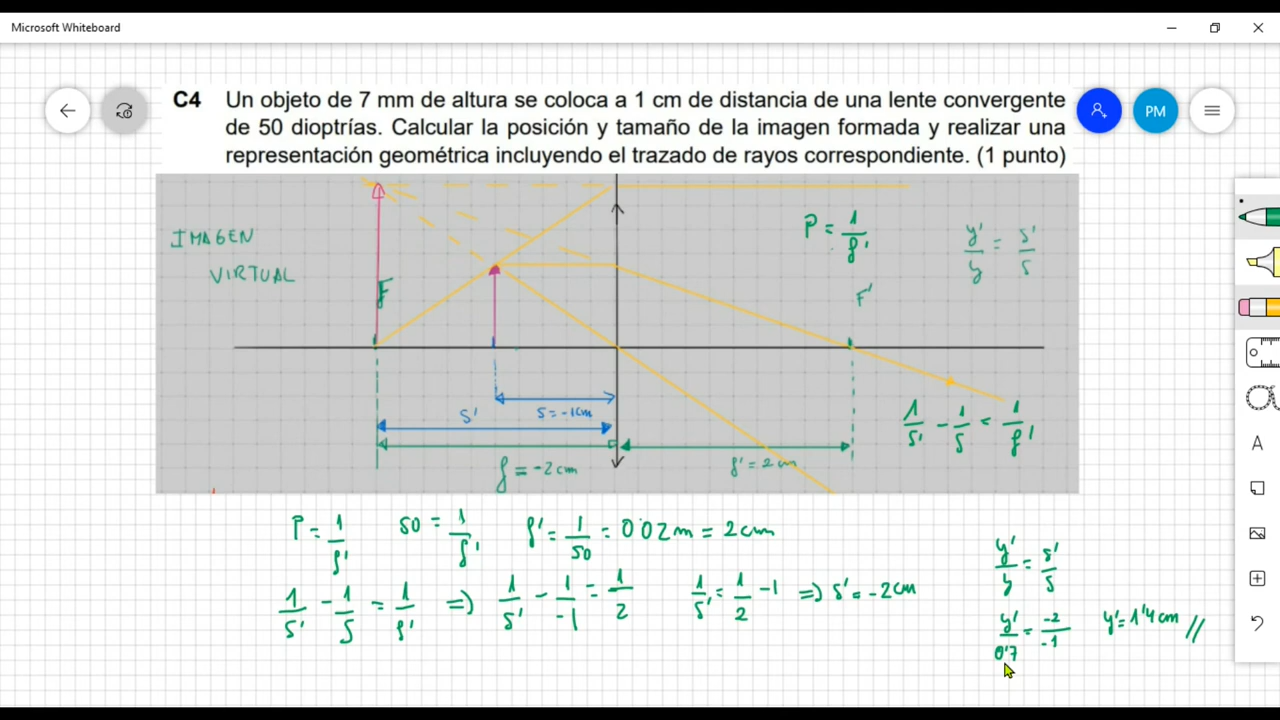 Microsoft Whiteboard
C4 Un objeto de 7 mm de altura se coloca a 1 cm de distancia de una lente convergente
de 50 dioptrías. Calcular la posición y tamaño de la imagen formada y realizar una
representación geométrica incluyendo el trazado de rayos correspondiente. (1 punto)
PM
IMAGEN
VIRTUAL
F
P = 1/f'
y'/y = s'/s
F'
s'
s = -1cm
1/s' - 1/s = 1/f'
f = -2 cm
f' = 2 cm
P = 1/f' 50 = 1/f' f' = 1/50 = 0'02 m = 2 cm
y'/y = s'/s
1/s' - 1/s = 1/f' => 1/s' - 1/-1 = 1/2 1/s' = 1/2 - 1 => s' = -2 cm
y'/0'7 = -2/-1 y' = 1'4 cm //
A